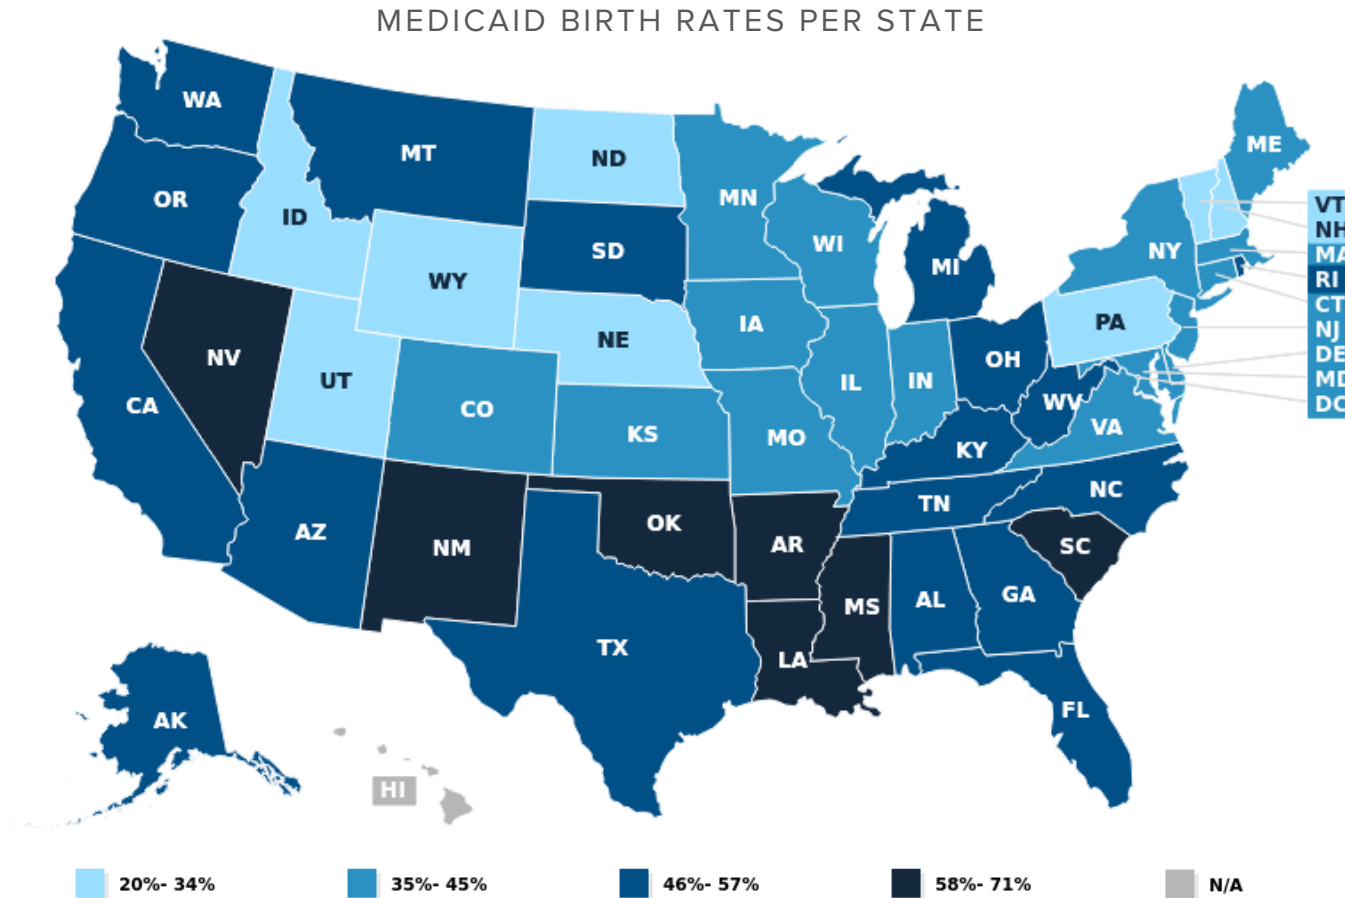 MEDICAID BIRTH RATES PER STATE
WA
MT
ND
MN
ME
OR
ID
SD
WI
MI
NY
VT
NH
MA
RI
CT
NJ
DE
MD
DC
WY
NE
IA
PA
NV
UT
CO
KS
MO
IL
IN
OH
WV
VA
CA
KY
AZ
NM
OK
AR
TN
NC
SC
MS
AL
GA
TX
LA
FL
AK
HI
20%- 34%
35%- 45%
46%- 57%
58%- 71%
N/A